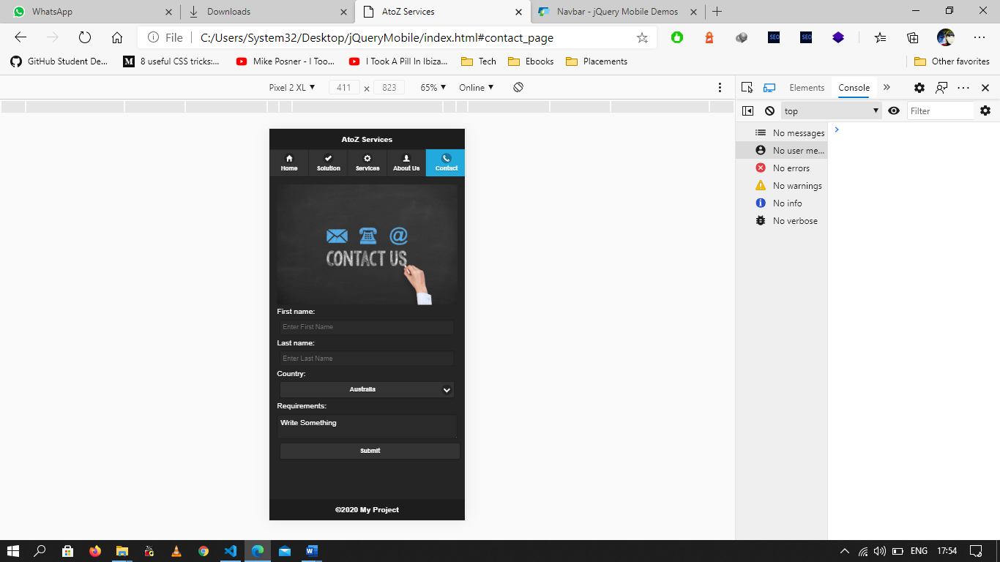 WhatsApp
Downloads
AtoZ Services
Navbar - jQuery Mobile Demos
File
C:/Users/System32/Desktop/jQueryMobile/index.html#contact_page
SEO
SEO
GitHub Student De...
8 useful CSS tricks:...
Mike Posner - I Too...
I Took A Pill In Ibiza...
Tech
Ebooks
Placements
Other favorites
Pixel 2 XL ▼ 411 × 823 65% ▼ Online ▼
Elements
Console
top
Filter
No messages
No user me...
No errors
No warnings
No info
No verbose
AtoZ Services
Home
Solution
Services
About Us
Contact
@
CONTACT US
First name:
Enter First Name
Last name:
Enter Last Name
Country:
Australia
Requirements:
Write Something
Submit
©2020 My Project
ENG
17:54